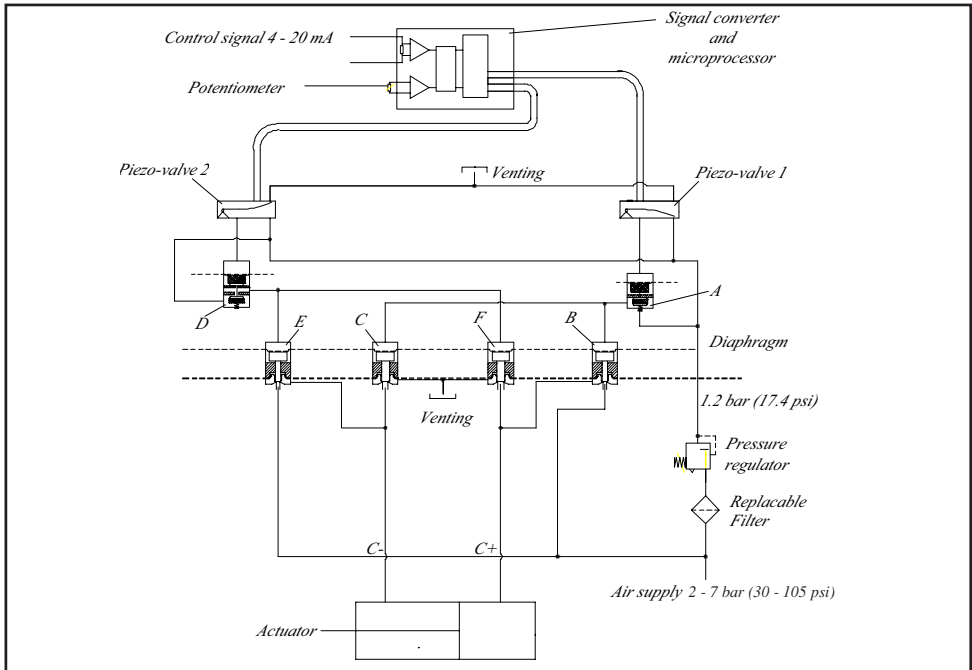 Signal converter
and
microprocessor
Control signal 4 - 20 mA
Potentiometer
Piezo-valve 2
Venting
Piezo-valve 1
A
D
E
C
F
B
Diaphragm
Venting
1.2 bar (17.4 psi)
Pressure
regulator
Replacable
Filter
C-
C+
Air supply 2 - 7 bar (30 - 105 psi)
Actuator